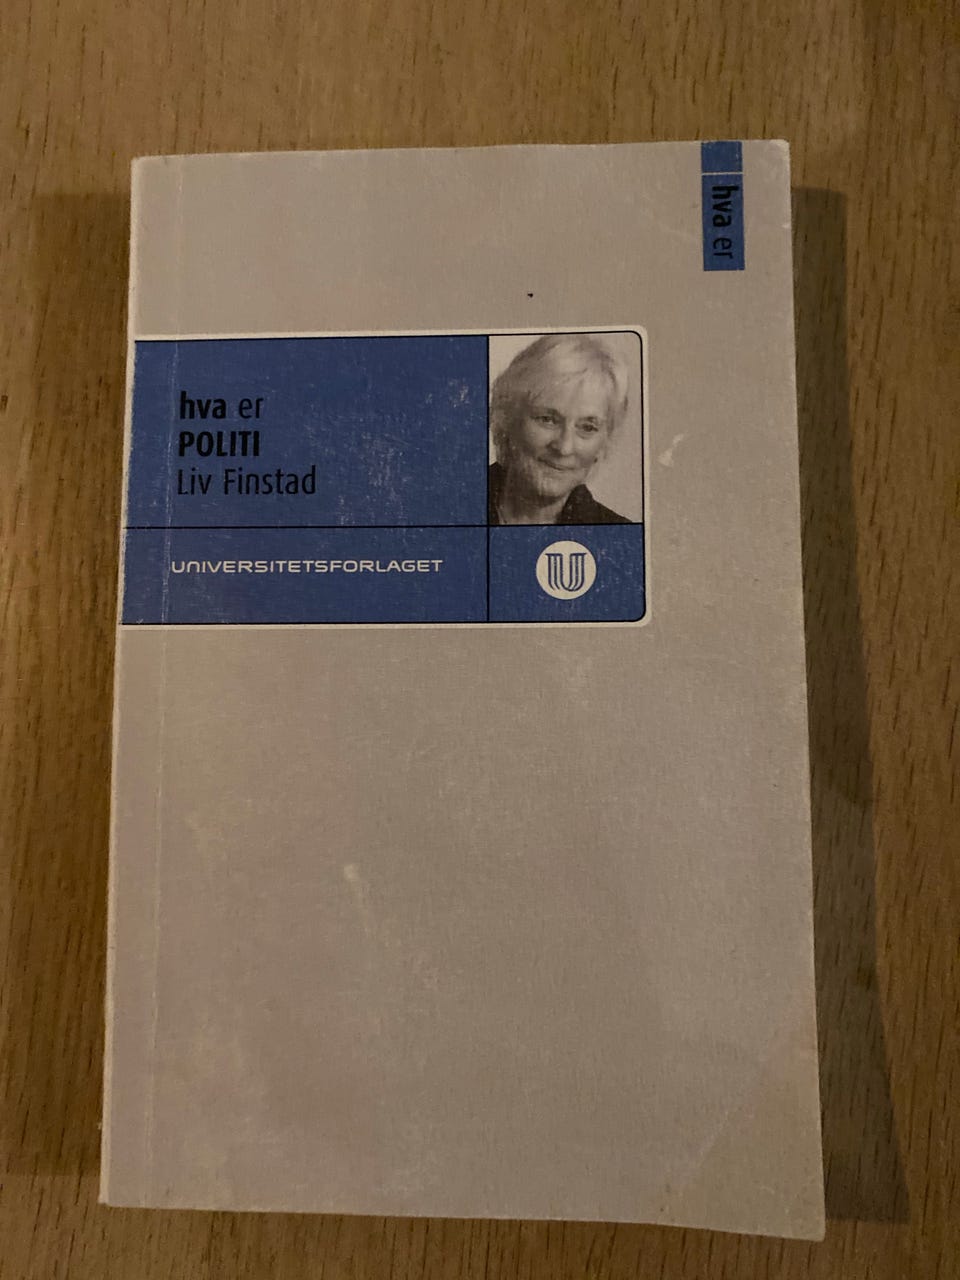 hva er
hva er
POLITI
Liv Finstad
UNIVERSITETSFORLAGET
U